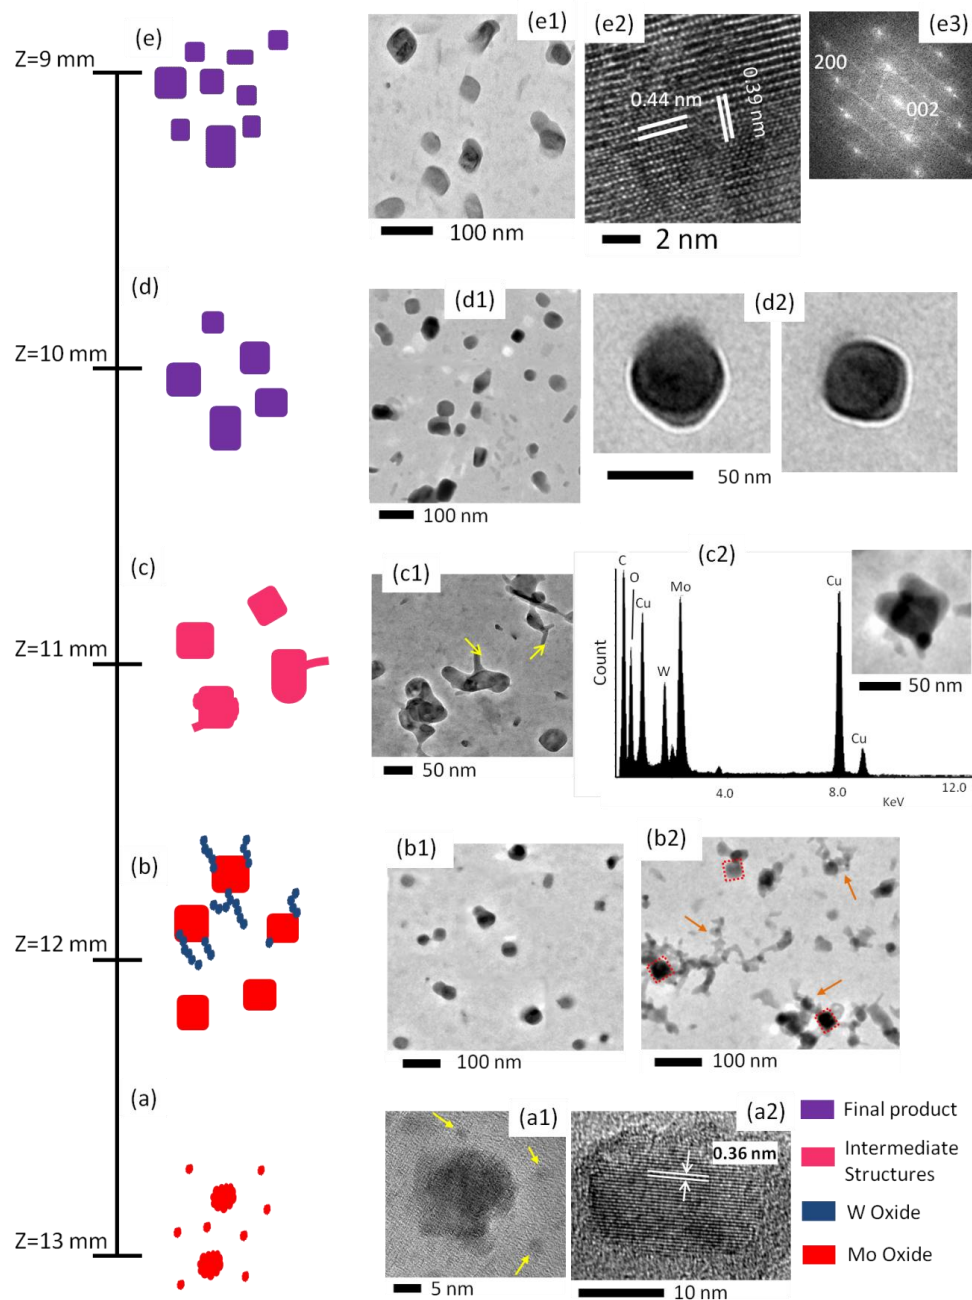 (e)
Z=9 mm
(e1)
100 nm
(e2)
0.44 nm
0.39 nm
2 nm
(e3)
200
002
(d)
Z=10 mm
(d1)
100 nm
(d2)
50 nm
(c)
Z=11 mm
(c1)
50 nm
(c2)
C
O
Cu
Mo
W
Cu
Cu
Count
4.0
8.0
12.0
KeV
50 nm
(b)
Z=12 mm
(b1)
100 nm
(b2)
100 nm
(a)
Z=13 mm
(a1)
5 nm
(a2)
0.36 nm
10 nm
Final product
Intermediate
Structures
W Oxide
Mo Oxide